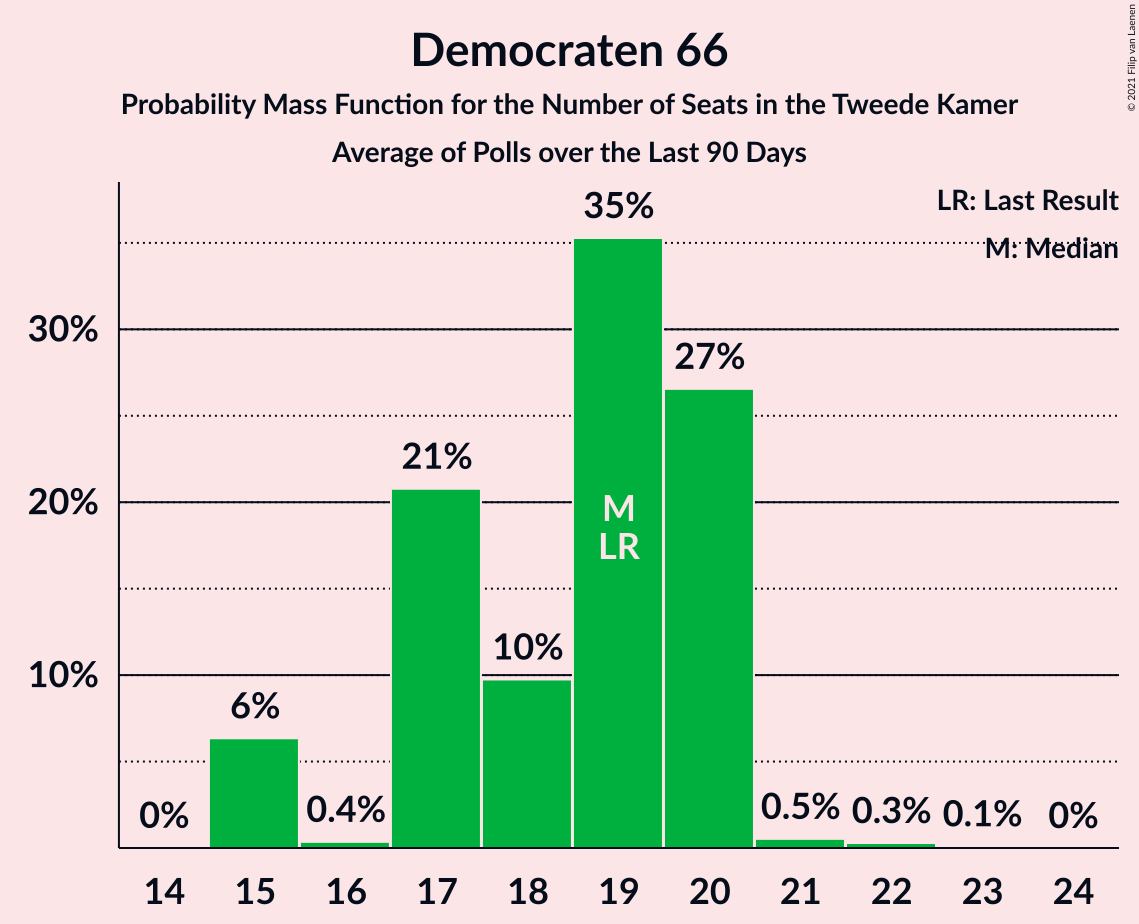 Democraten 66
Probability Mass Function for the Number of Seats in the Tweede Kamer
Average of Polls over the Last 90 Days
© 2021 Filip van Laenen
LR: Last Result
M: Median
30%
20%
10%
0%
6%
0.4%
21%
10%
35%
27%
0.5%
0.3%
0.1%
0%
M
LR
14 15 16 17 18 19 20 21 22 23 24